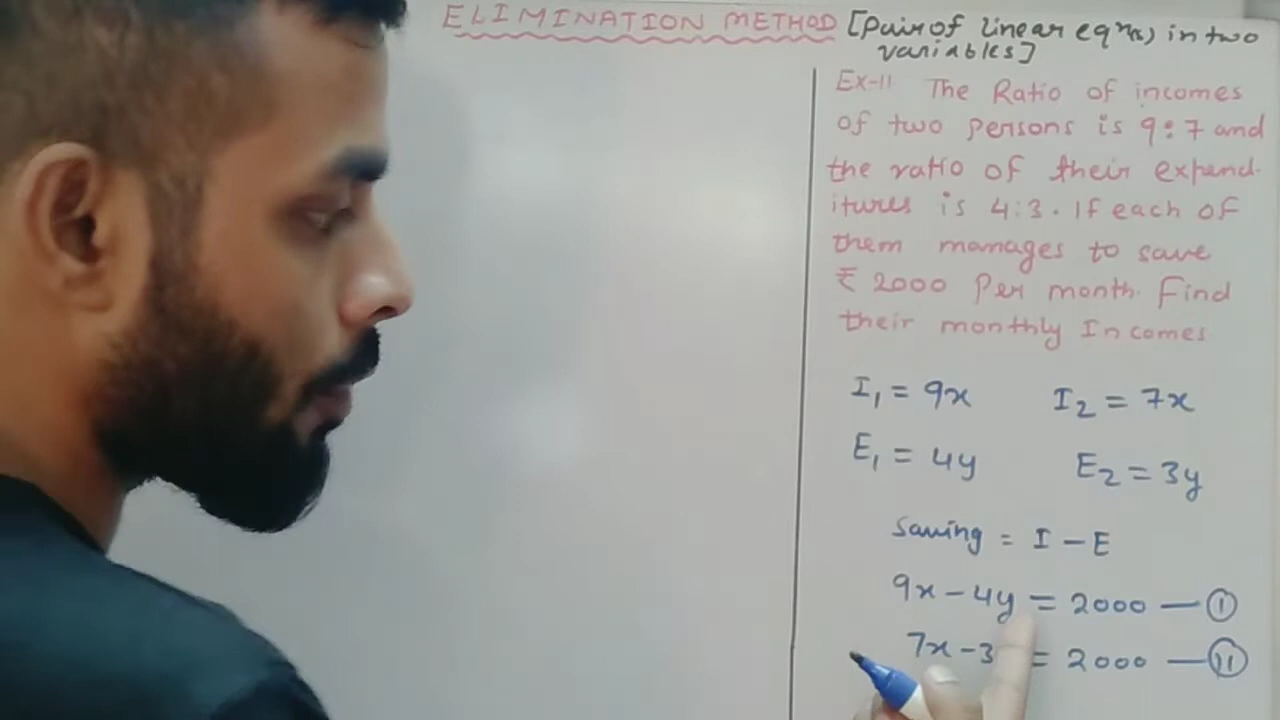 ELIMINATION METHOD [Pair of linear eqns) in two
variables]
Ex-11 The Ratio of incomes
of two persons is 9:7 and
the ratio of their expend-
itures is 4:3. If each of
them manages to save
₹ 2000 per month. Find
their monthly Incomes
I₁ = 9x I₂ = 7x
E₁ = 4y E₂ = 3y
Saving = I - E
9x - 4y = 2000 — (I)
7x - 3 = 2000 — (II)